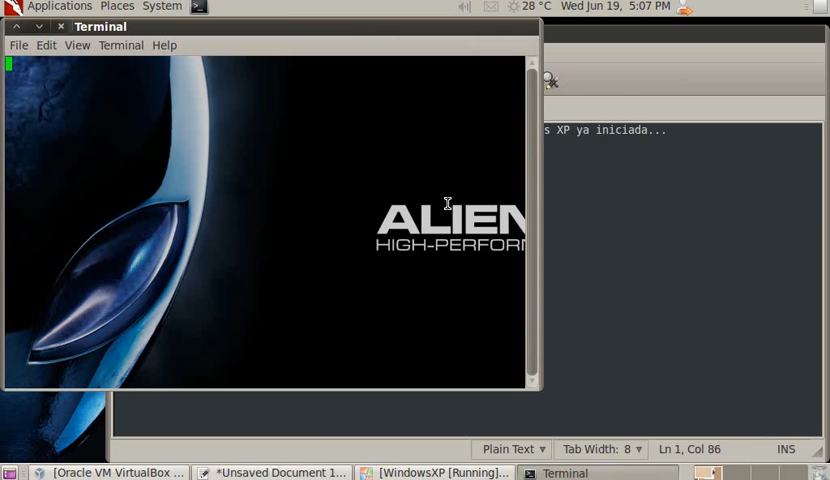 Applications Places System
28 °C Wed Jun 19, 5:07 PM
Terminal
File Edit View Terminal Help
s XP ya iniciada...
ALIEN
HIGH-PERFOR
Plain Text Tab Width: 8 Ln 1, Col 86 INS
[Oracle VM VirtualBox ... *Unsaved Document 1... [WindowsXP [Running]... Terminal